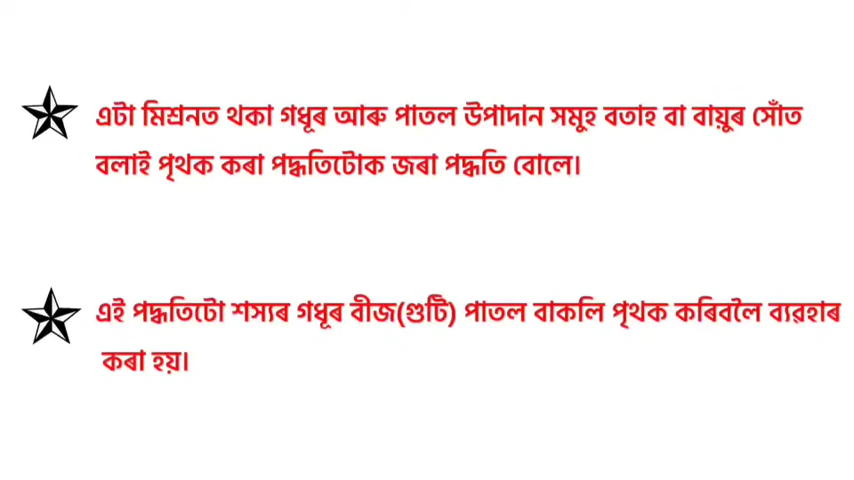 এটা মিশ্ৰনত থকা গধূৰ আৰু পাতল উপাদান সমুহ বতাহ বা বায়ুৰ সোঁত
বলাই পৃথক কৰা পদ্ধতিটোক জৰা পদ্ধতি বোলে।
এই পদ্ধতিটো শস্যৰ গধূৰ বীজ(গুটি) পাতল বাকলি পৃথক কৰিবলৈ ব্যৱহাৰ
কৰা হয়।